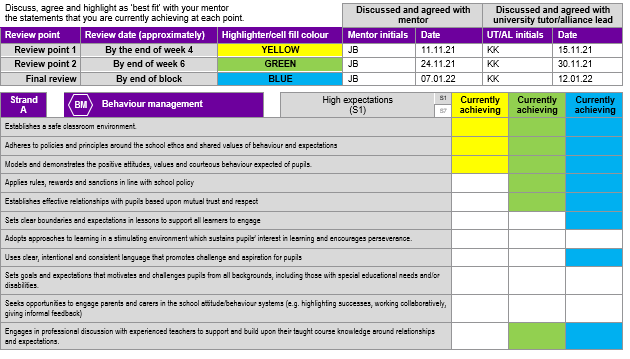 Discuss, agree and highlight as 'best fit' with your mentor
the statements that you are currently achieving at each point.
Discussed and agreed with
mentor
Discussed and agreed with
university tutor/alliance lead
Review point Review date (approximately) Highlighter/cell fill colour Mentor initials Date UT/AL initials Date
Review point 1 By the end of week 4 YELLOW JB 11.11.21 KK 15.11.21
Review point 2 By end of week 6 GREEN JB 24.11.21 KK 30.11.21
Final review By end of block BLUE JB 07.01.22 KK 12.01.22
Strand
A
BM
Behaviour management
High expectations
(S1)
S1
S7
Currently
achieving
Currently
achieving
Currently
achieving
Establishes a safe classroom environment.
Adheres to policies and principles around the school ethos and shared values of behaviour and expectations
Models and demonstrates the positive attitudes, values and courteous behaviour expected of pupils.
Applies rules, rewards and sanctions in line with school policy
Establishes effective relationships with pupils based upon mutual trust and respect
Sets clear boundaries and expectations in lessons to support all learners to engage
Adopts approaches to learning in a stimulating environment which sustains pupils' interest in learning and encourages perseverance.
Uses clear, intentional and consistent language that promotes challenge and aspiration for pupils
Sets goals and expectations that motivates and challenges pupils from all backgrounds, including those with special educational needs and/or
disabilities.
Seeks opportunities to engage parents and carers in the school attitude/behaviour systems (e.g. highlighting successes, working collaboratively,
giving informal feedback)
Engages in professional discussion with experienced teachers to support and build upon their taught course knowledge around relationships
and expectations.